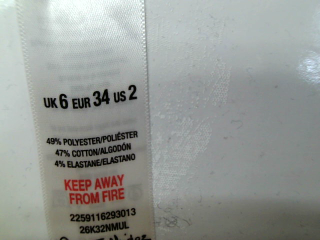 UK 6 EUR 34 US 2
49% POLYESTER/POLIÉSTER
47% COTTON/ALGODÓN
4% ELASTANE/ELASTANO
KEEP AWAY
FROM FIRE
2259116293013
26K32NMUL